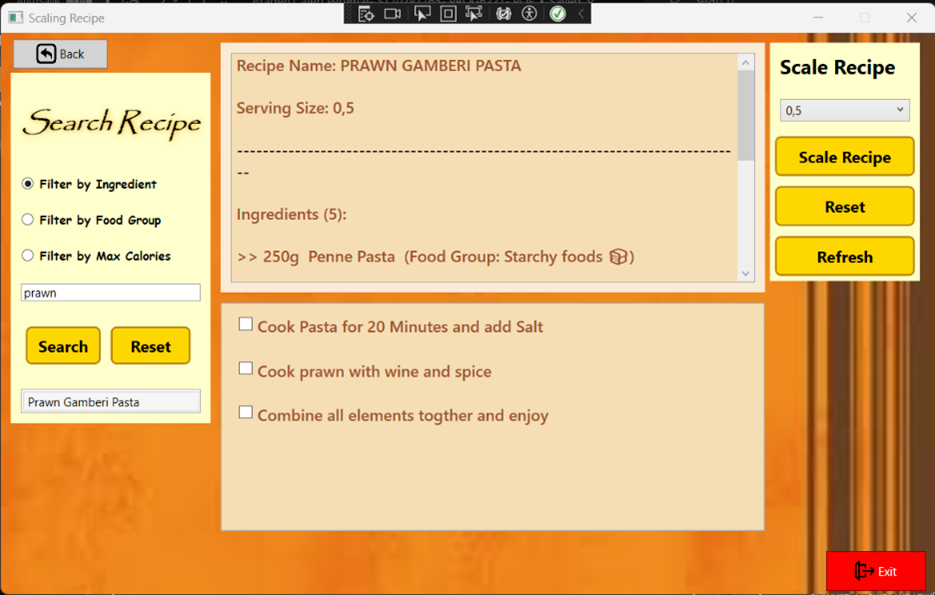 Scaling Recipe
Back
Search Recipe
Filter by Ingredient
Filter by Food Group
Filter by Max Calories
prawn
Search
Reset
Prawn Gamberi Pasta
Recipe Name: PRAWN GAMBERI PASTA
Serving Size: 0,5
--------------------------------------------------------------------------------
--
Ingredients (5):
>> 250g  Penne Pasta  (Food Group: Starchy foods 🍞)
Cook Pasta for 20 Minutes and add Salt
Cook prawn with wine and spice
Combine all elements togther and enjoy
Scale Recipe
0,5
Scale Recipe
Reset
Refresh
Exit